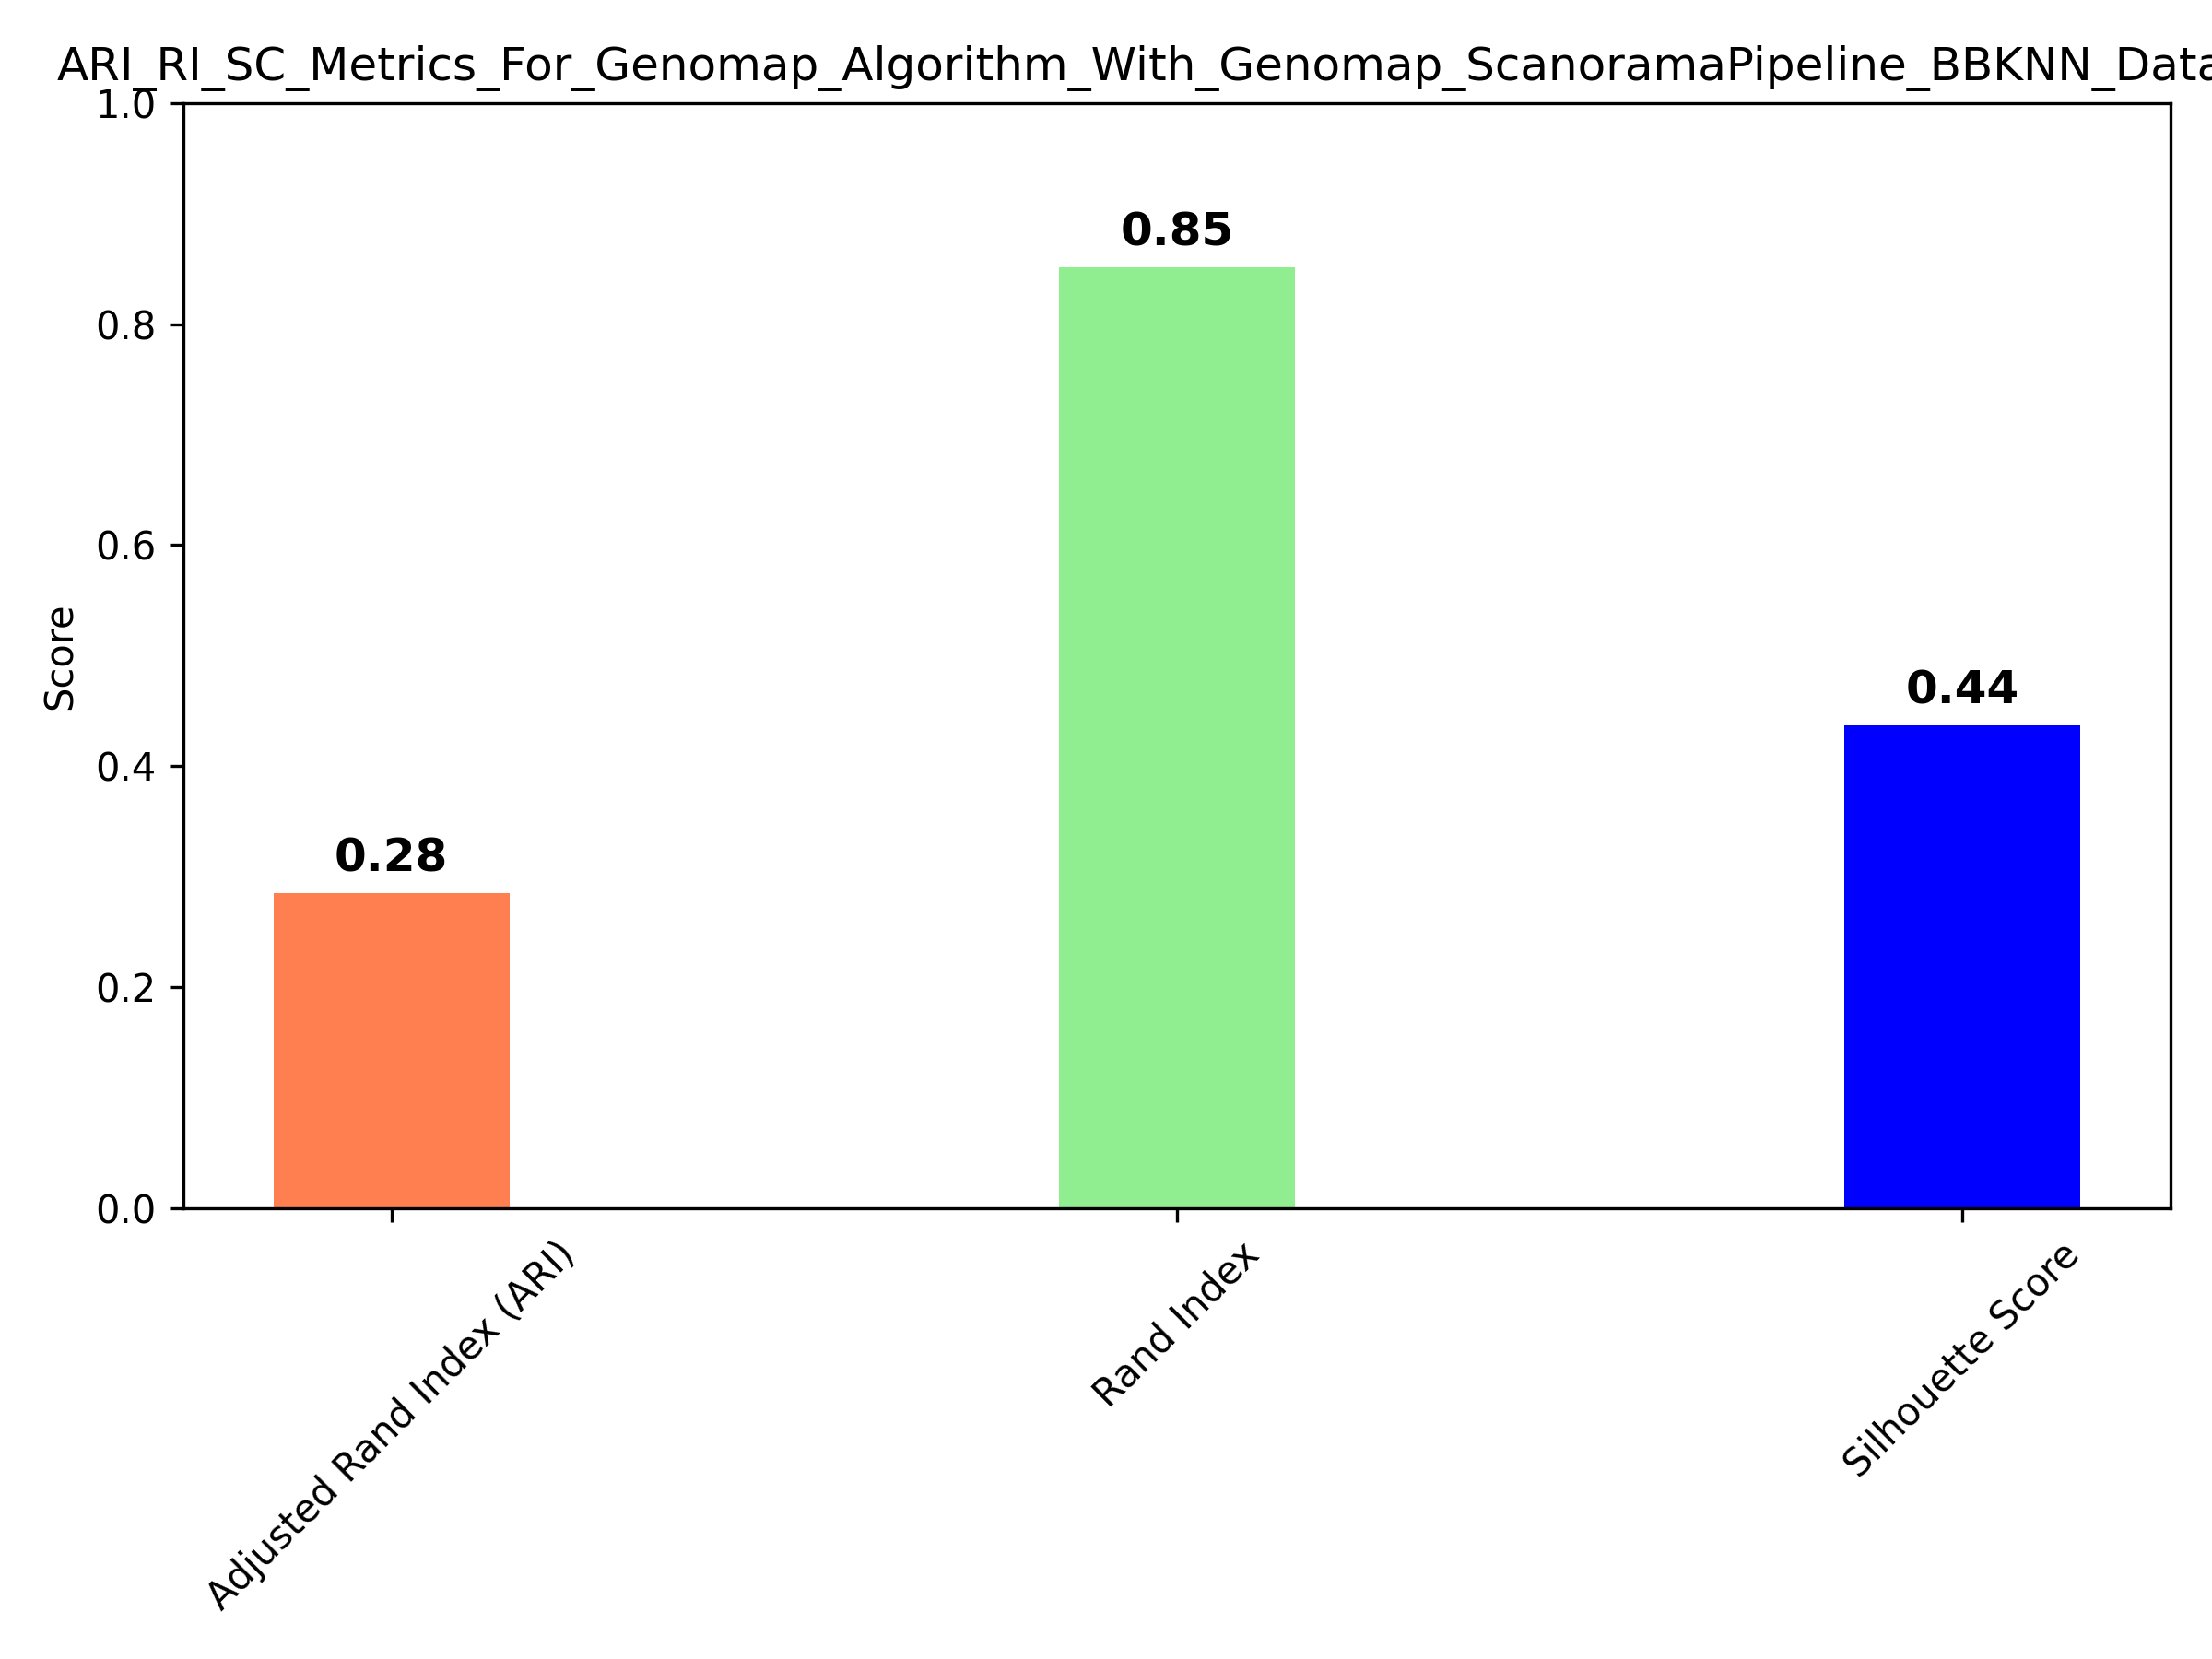 ARI_RI_SC_Metrics_For_Genomap_Algorithm_With_Genomap_ScanoramaPipeline_BBKNN_Data
1.0
0.8
0.6
0.4
0.2
0.0
Score
0.28
0.85
0.44
Adjusted Rand Index (ARI)
Rand Index
Silhouette Score